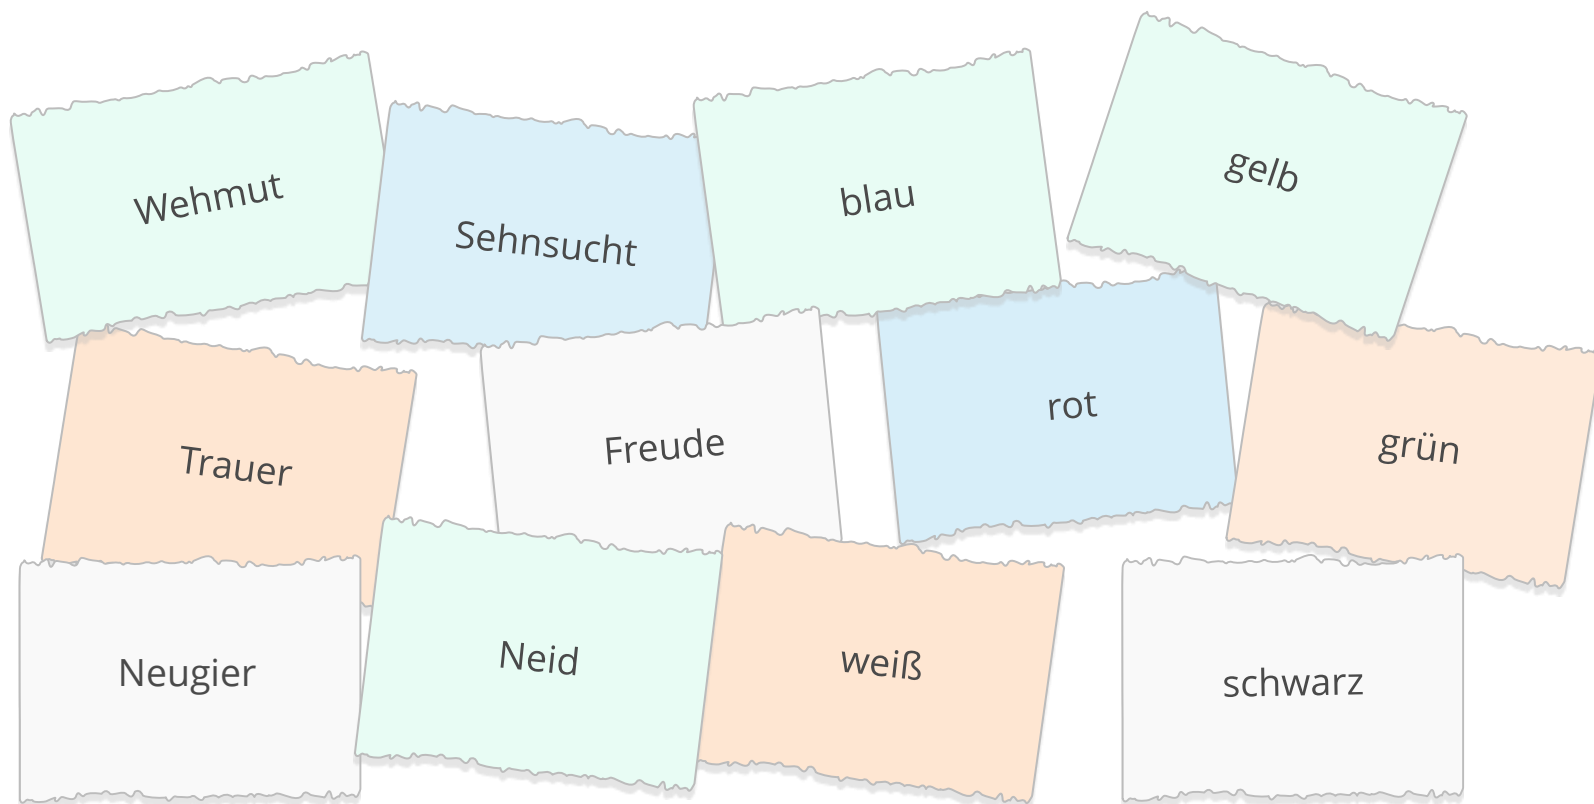 Wehmut
Sehnsucht
blau
gelb
Trauer
Freude
rot
grün
Neugier
Neid
weiß
schwarz